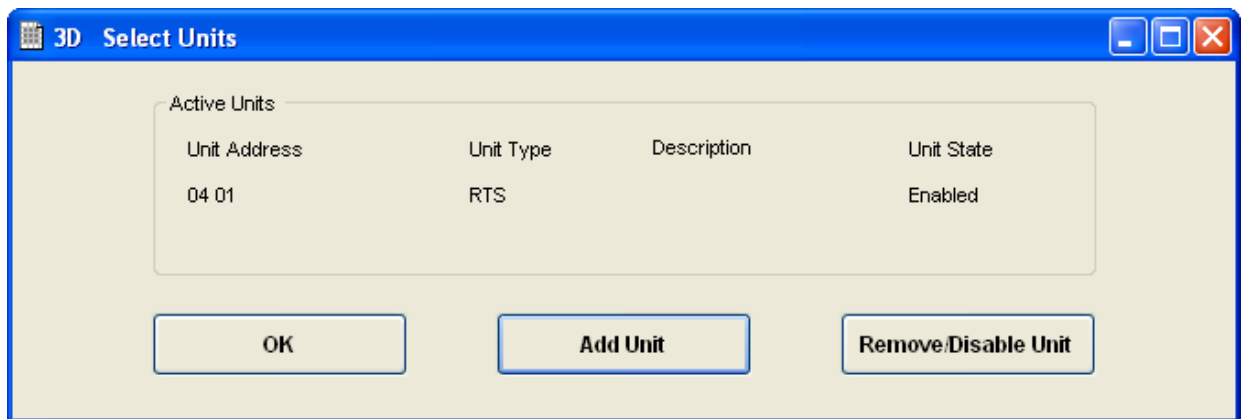 3D Select Units
Active Units
Unit Address Unit Type Description Unit State
04 01 RTS Enabled
OK Add Unit Remove/Disable Unit